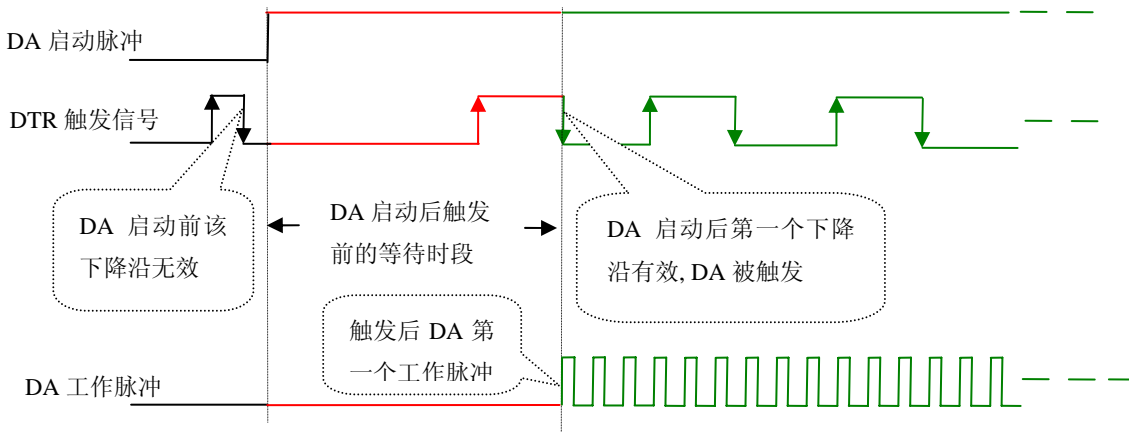 DA 启动脉冲
DTR 触发信号
DA 启动前该
下降沿无效
DA 启动后触发
前的等待时段
DA 启动后第一个下降
沿有效, DA 被触发
触发后 DA 第
一个工作脉冲
DA 工作脉冲